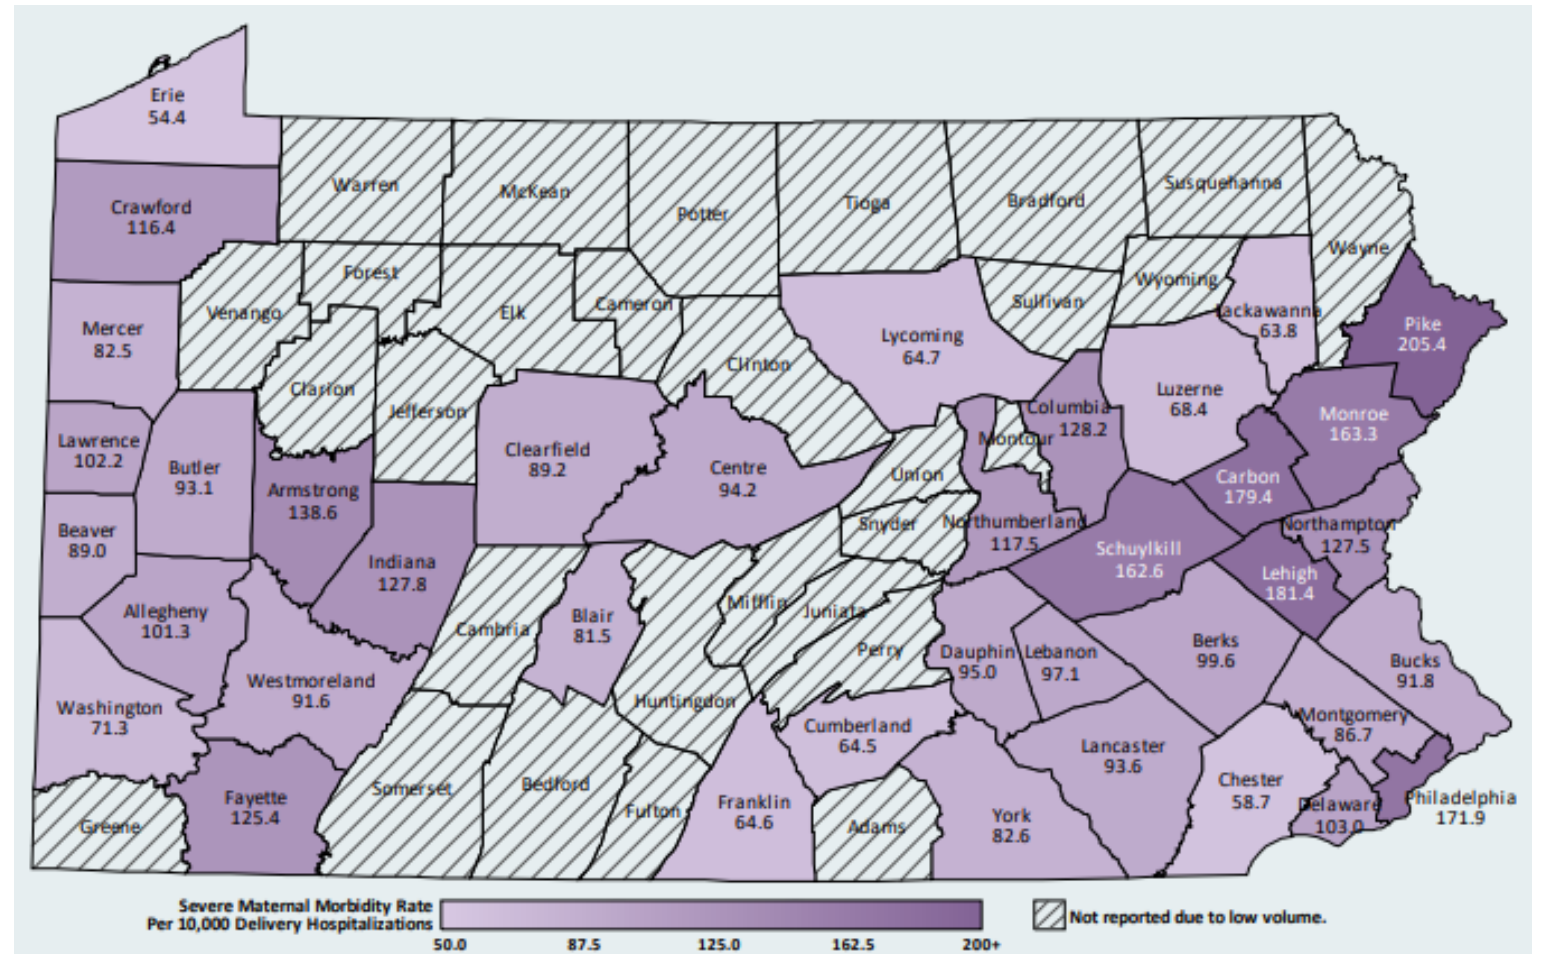 Erie
54.4
Warren
McKean
Potter
Tioga
Bradford
Susquehanna
Wayne
Crawford
116.4
Forest
Venango
Elk
Cameron
Sullivan
Wyoming
Lackawanna
63.8
Pike
205.4
Mercer
82.5
Lycoming
64.7
Clinton
Clarion
Jefferson
Luzerne
68.4
Columbia
128.2
Montour
Monroe
163.3
Lawrence
102.2
Butler
93.1
Clearfield
89.2
Centre
94.2
Union
Armstrong
138.6
Carbon
179.4
Beaver
89.0
Snyder
Northumberland
117.5
Northampton
127.5
Indiana
127.8
Schuylkill
162.6
Lehigh
181.4
Allegheny
101.3
Cambria
Blair
81.5
Mifflin
Juniata
Perry
Dauphin
95.0
Lebanon
97.1
Berks
99.6
Bucks
91.8
Westmoreland
91.6
Washington
71.3
Huntingdon
Cumberland
64.5
Lancaster
93.6
Montgomery
86.7
Chester
58.7
Delaware
103.0
Philadelphia
171.9
Greene
Fayette
125.4
Somerset
Bedford
Fulton
Franklin
64.6
Adams
York
82.6
Severe Maternal Morbidity Rate
Per 10,000 Delivery Hospitalizations
50.0 87.5 125.0 162.5 200+
Not reported due to low volume.